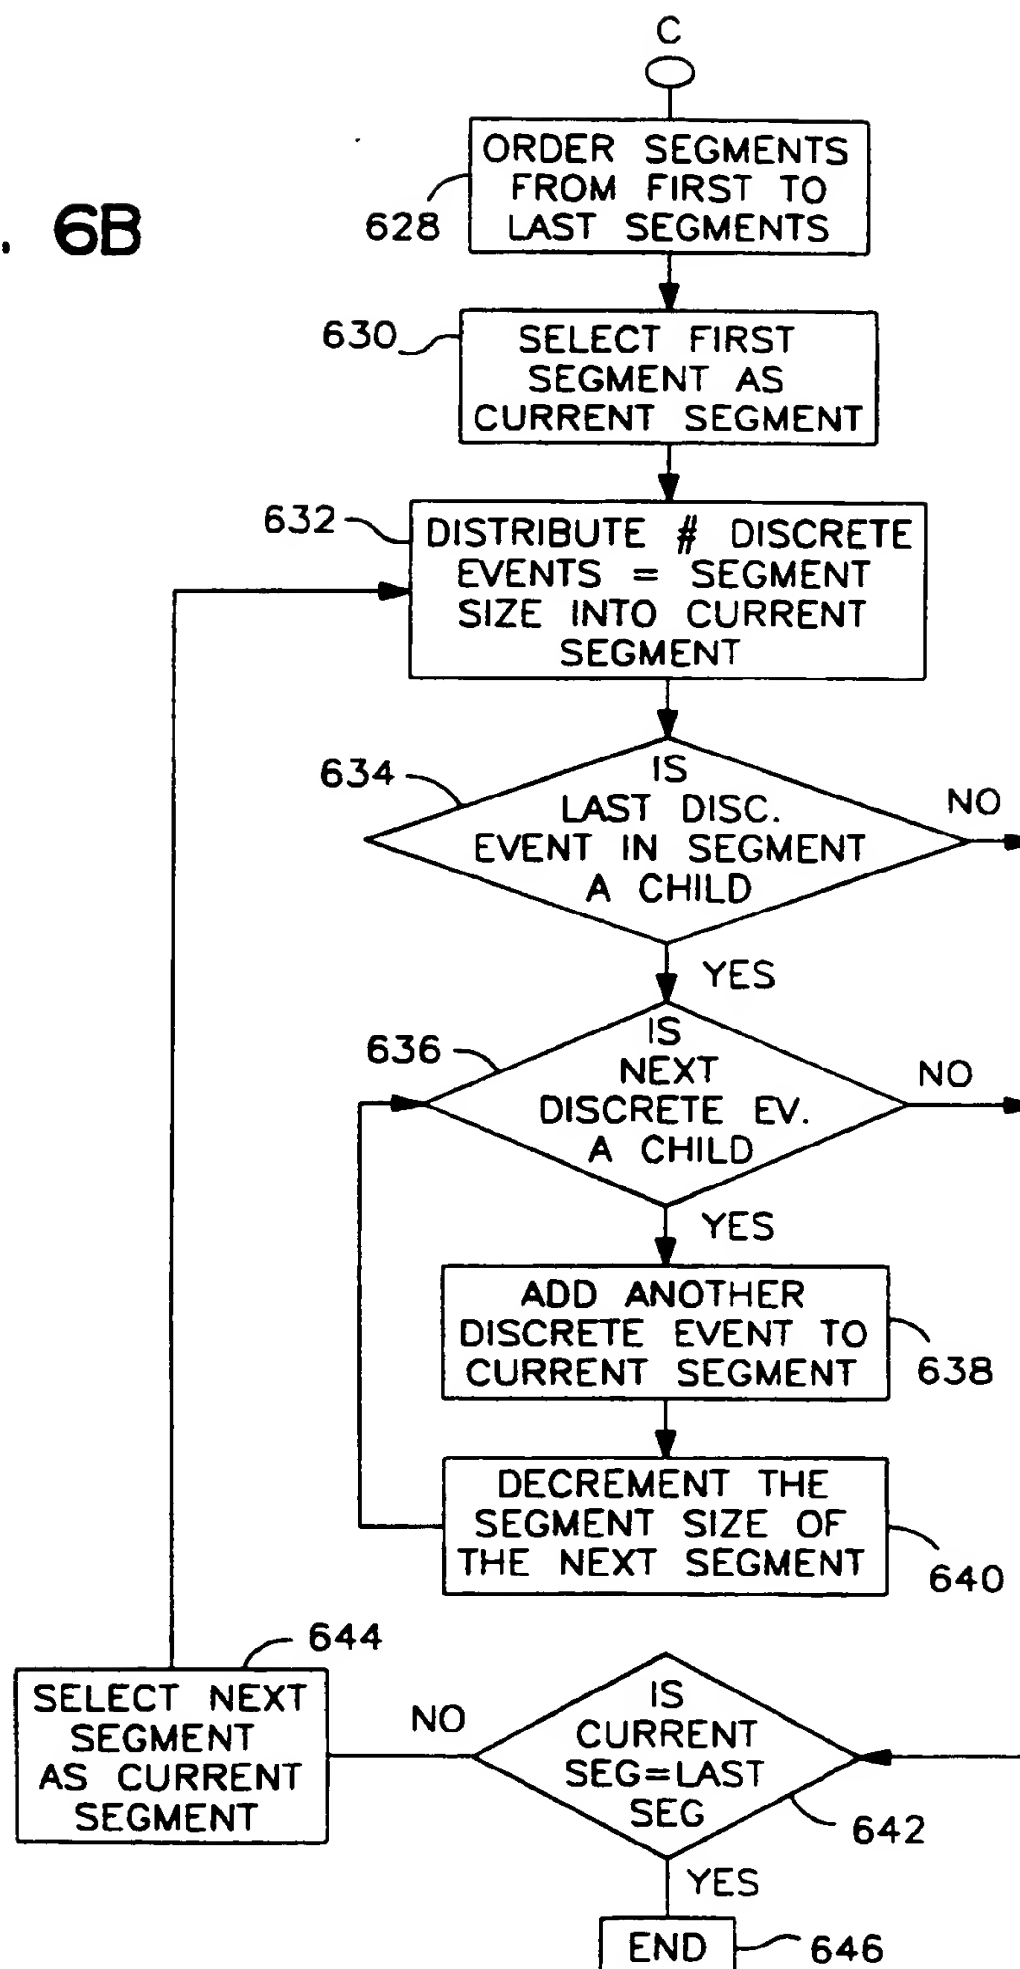 C
ORDER SEGMENTS
FROM FIRST TO
LAST SEGMENTS
628
. 6B
630
SELECT FIRST
SEGMENT AS
CURRENT SEGMENT
632
DISTRIBUTE # DISCRETE
EVENTS = SEGMENT
SIZE INTO CURRENT
SEGMENT
634
IS
LAST DISC.
EVENT IN SEGMENT
A CHILD
NO
YES
636
IS
NEXT
DISCRETE EV.
A CHILD
NO
YES
ADD ANOTHER
DISCRETE EVENT TO
CURRENT SEGMENT
638
DECREMENT THE
SEGMENT SIZE OF
THE NEXT SEGMENT
640
644
SELECT NEXT
SEGMENT
AS CURRENT
SEGMENT
NO
IS
CURRENT
SEG=LAST
SEG
642
YES
END
646